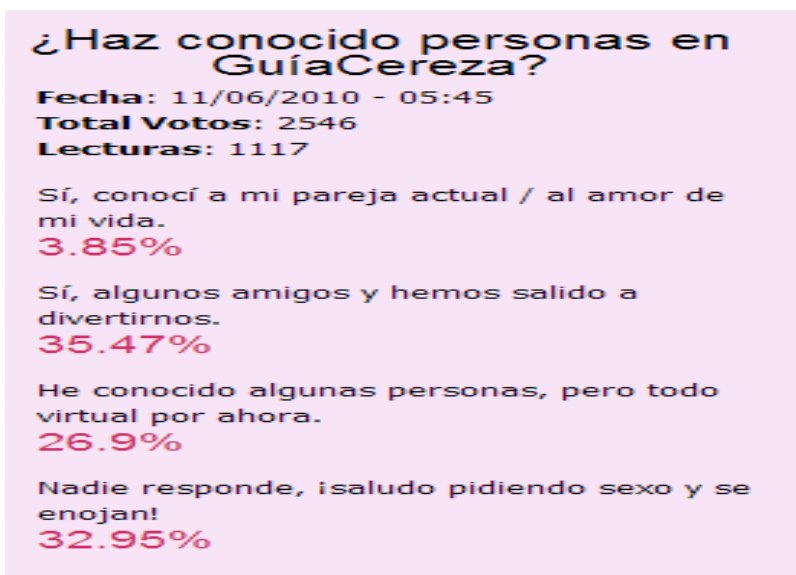 ¿Haz conocido personas en
GuíaCereza?
Fecha: 11/06/2010 - 05:45
Total Votos: 2546
Lecturas: 1117
Sí, conocí a mi pareja actual / al amor de
mi vida.
3.85%
Sí, algunos amigos y hemos salido a
divertirnos.
35.47%
He conocido algunas personas, pero todo
virtual por ahora.
26.9%
Nadie responde, ¡saludo pidiendo sexo y se
enojan!
32.95%